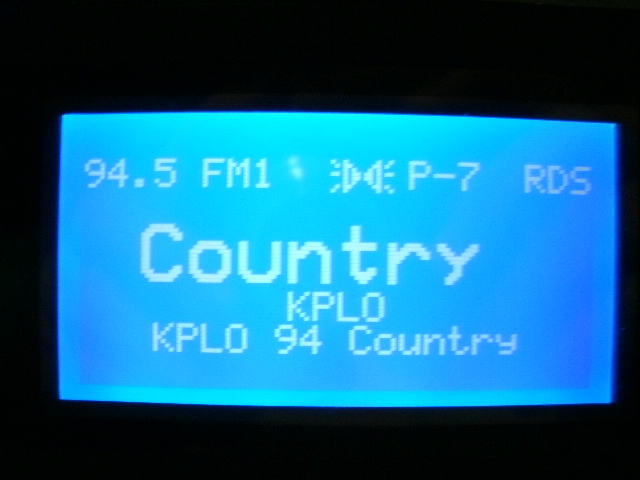 94.5 FM1 P-7 RDS
Country
KPLO
KPLO 94 Country